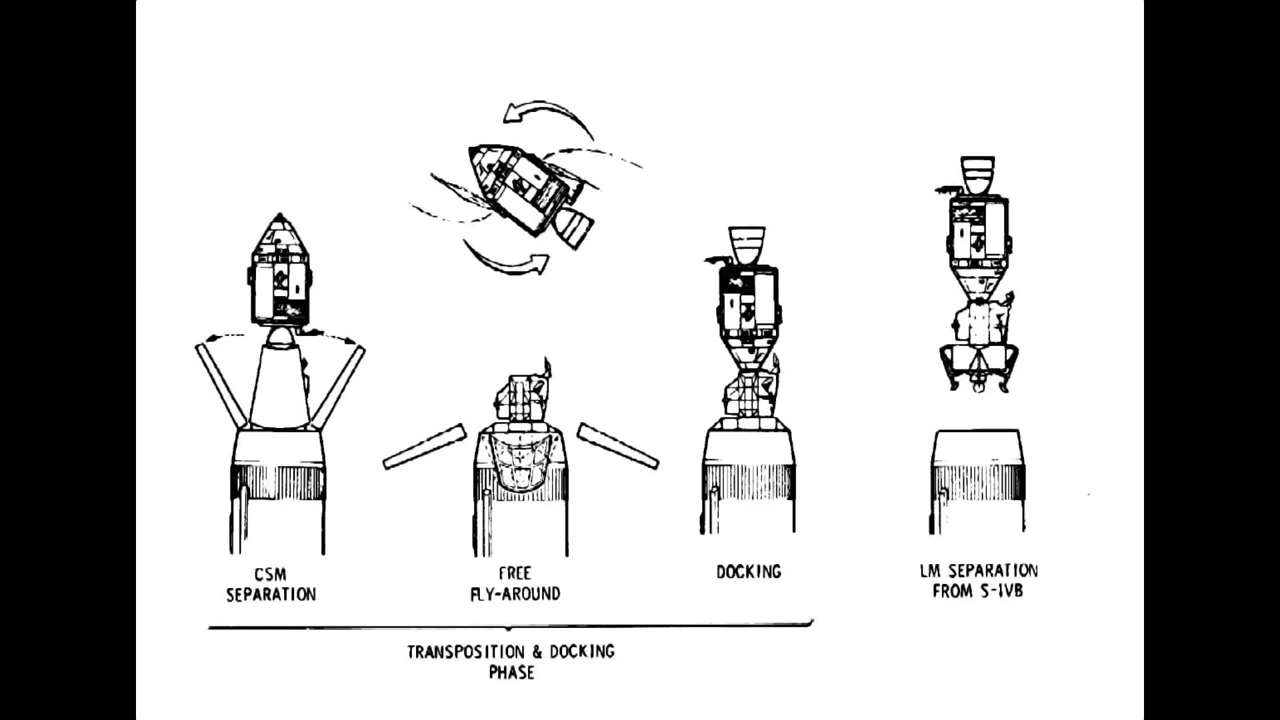 CSM
SEPARATION
FREE
FLY-AROUND
DOCKING
LM SEPARATION
FROM S-IVB
TRANSPOSITION & DOCKING
PHASE